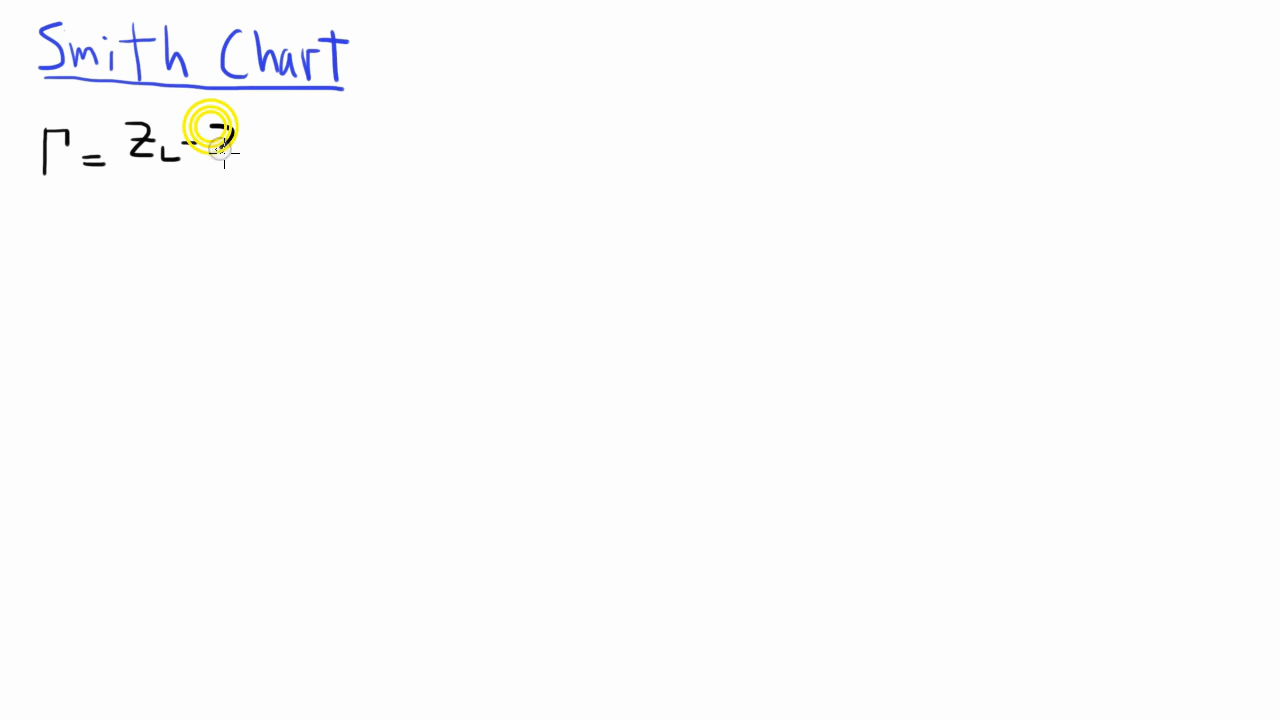 Smith Chart
Γ = Z_L -